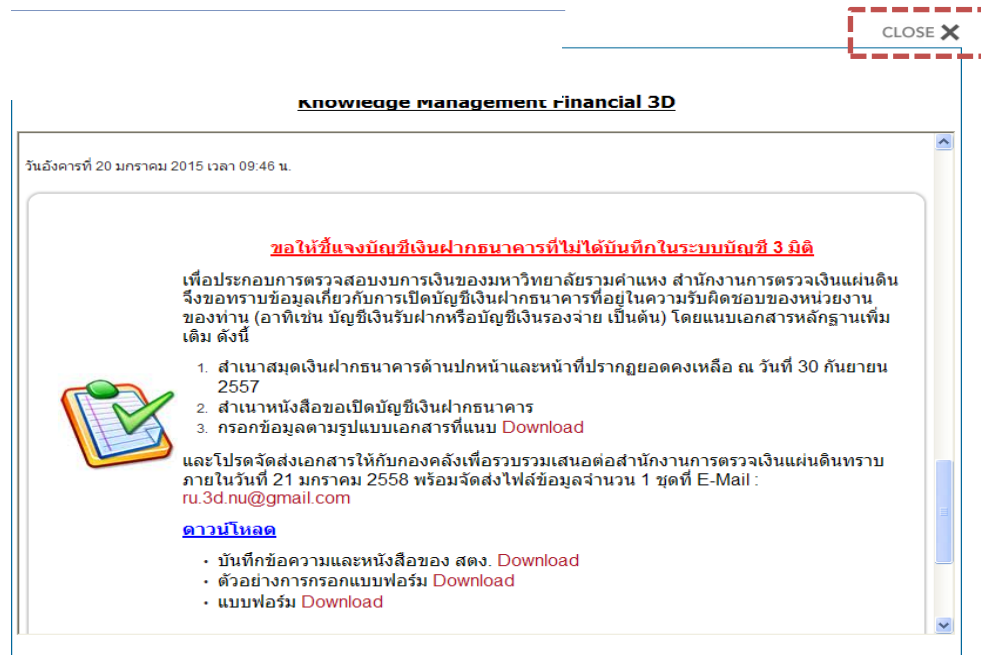 CLOSE X
Knowledge Management Financial 3D
วันอังคารที่ 20 มกราคม 2015 เวลา 09:46 น.
ขอให้ชี้แจงบัญชีเงินฝากธนาคารที่ไม่ได้บันทึกในระบบบัญชี 3 มิติ
เพื่อประกอบการตรวจสอบงบการเงินของมหาวิทยาลัยรามคำแหง สำนักงานการตรวจเงินแผ่นดิน
จึงขอทราบข้อมูลเกี่ยวกับการเปิดบัญชีเงินฝากธนาคารที่อยู่ในความรับผิดชอบของหน่วยงาน
ของท่าน (อาทิเช่น บัญชีเงินรับฝากหรือบัญชีเงินรองจ่าย เป็นต้น) โดยแนบเอกสารหลักฐานเพิ่ม
เติม ดังนี้
1. สำเนาสมุดเงินฝากธนาคารด้านปกหน้าและหน้าที่ปรากฏยอดคงเหลือ ณ วันที่ 30 กันยายน
2557
2. สำเนาหนังสือขอเปิดบัญชีเงินฝากธนาคาร
3. กรอกข้อมูลตามรูปแบบเอกสารที่แนบ Download
และโปรดจัดส่งเอกสารให้กับกองคลังเพื่อรวบรวมเสนอต่อสำนักงานการตรวจเงินแผ่นดินทราบ
ภายในวันที่ 21 มกราคม 2558 พร้อมจัดส่งไฟล์ข้อมูลจำนวน 1 ชุดที่ E-Mail :
ru.3d.nu@gmail.com
ดาวน์โหลด
• บันทึกข้อความและหนังสือของ สตง. Download
• ตัวอย่างการกรอกแบบฟอร์ม Download
• แบบฟอร์ม Download